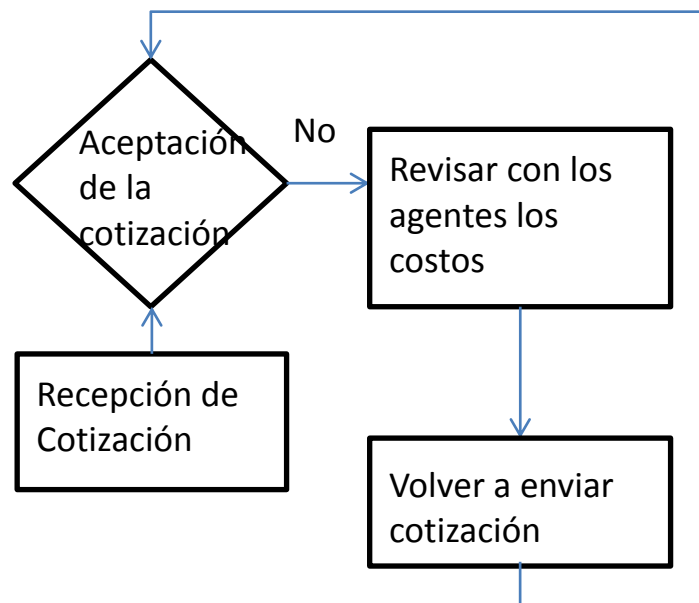 Aceptación
de la
cotización
No
Revisar con los
agentes los
costos
Recepción de
Cotización
Volver a enviar
cotización